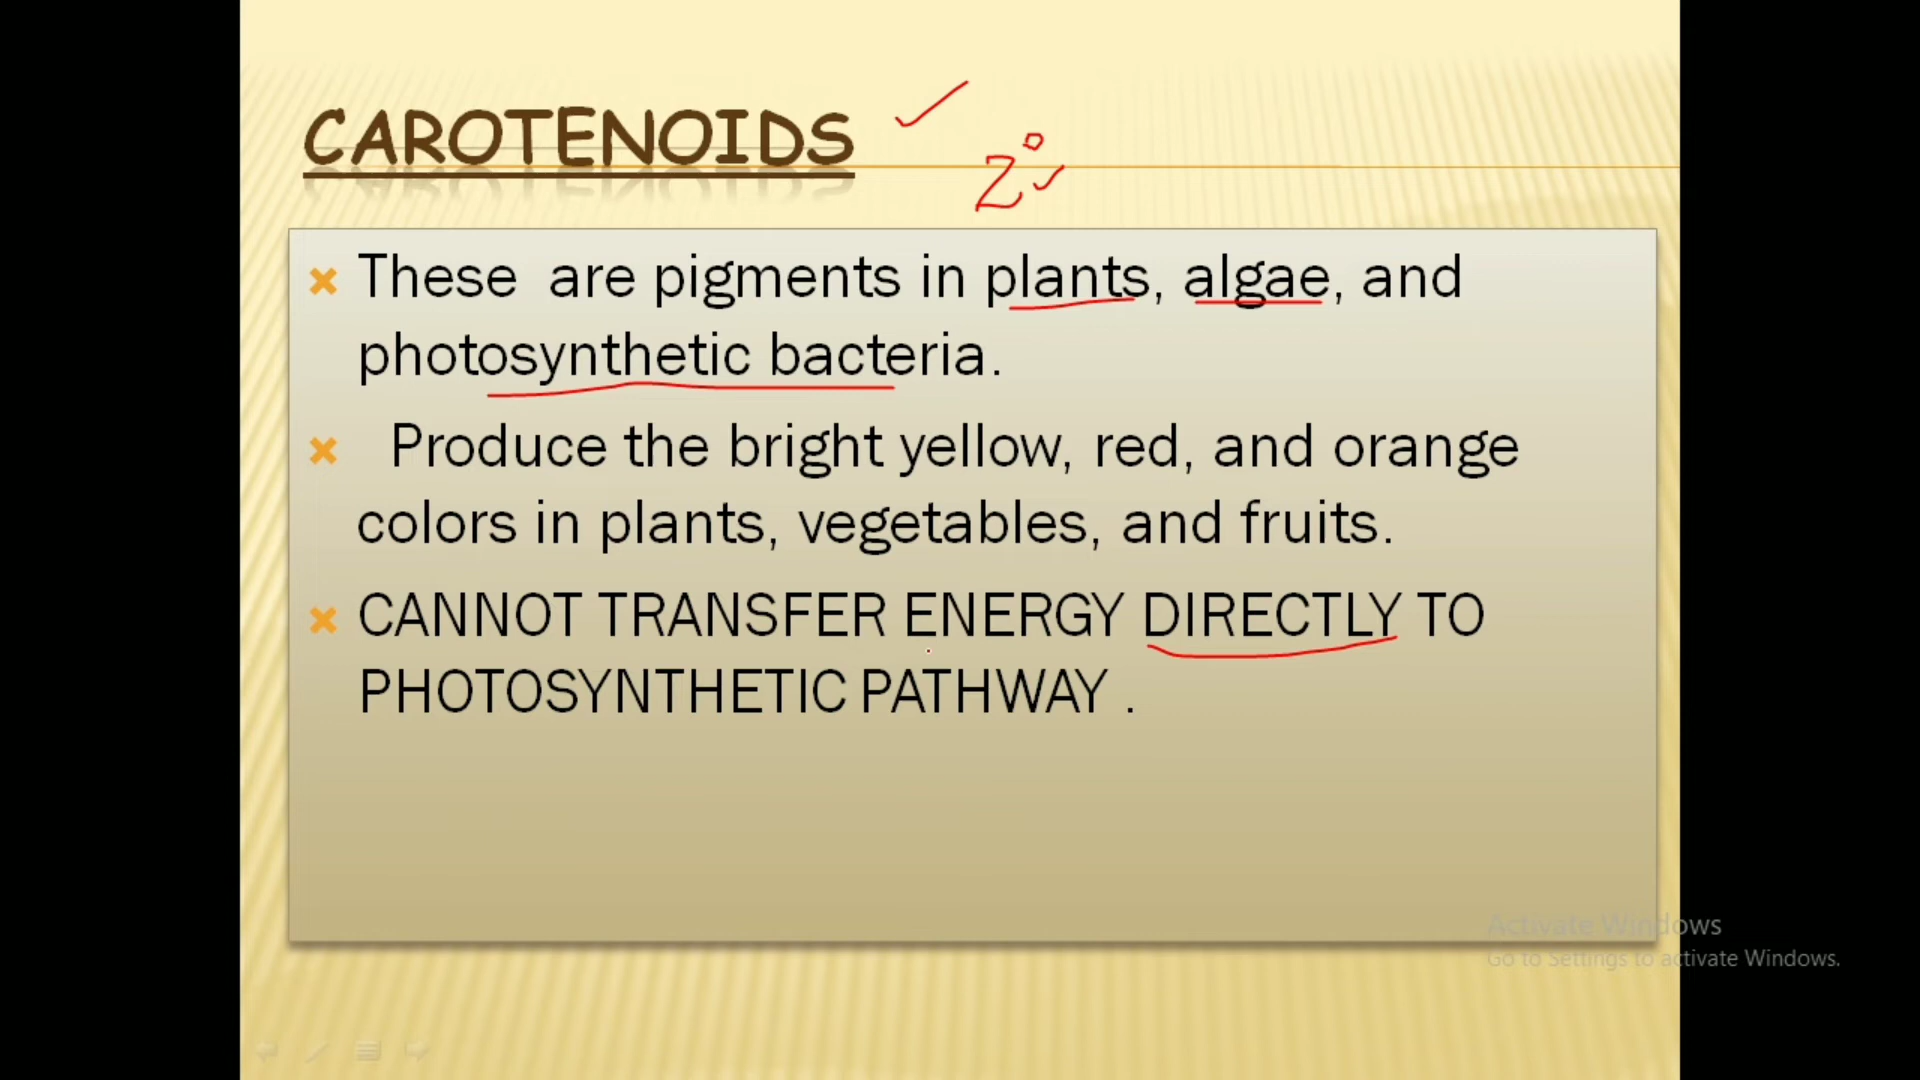 CAROTENOIDS
2°
These are pigments in plants, algae, and
photosynthetic bacteria.
Produce the bright yellow, red, and orange
colors in plants, vegetables, and fruits.
CANNOT TRANSFER ENERGY DIRECTLY TO
PHOTOSYNTHETIC PATHWAY .
Activate Windows
Go to Settings to activate Windows.